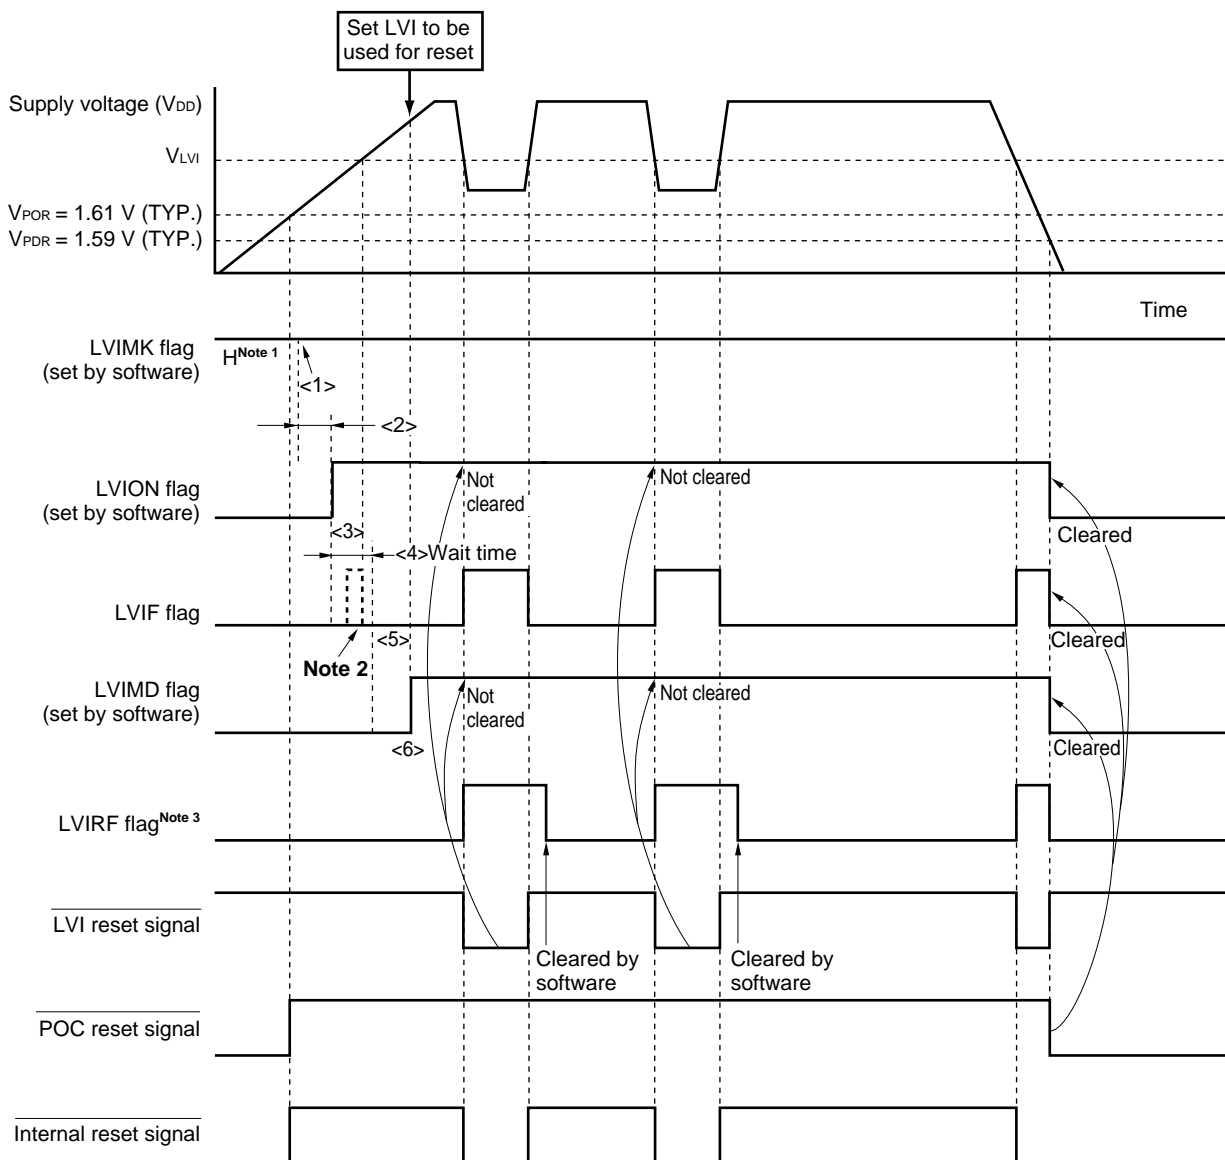 Set LVI to be
used for reset
Supply voltage (VDD)
VLVI
VPOR = 1.61 V (TYP.)
VPDR = 1.59 V (TYP.)
Time
LVIMK flag
(set by software)
HNote 1
<1>
<2>
LVION flag
(set by software)
Not
cleared
Not cleared
Cleared
<3>
<4>Wait time
LVIF flag
Note 2
<5>
Cleared
LVIMD flag
(set by software)
Not
cleared
Not cleared
Cleared
<6>
LVIRF flagNote 3
LVI reset signal
Cleared by
software
Cleared by
software
POC reset signal
Internal reset signal